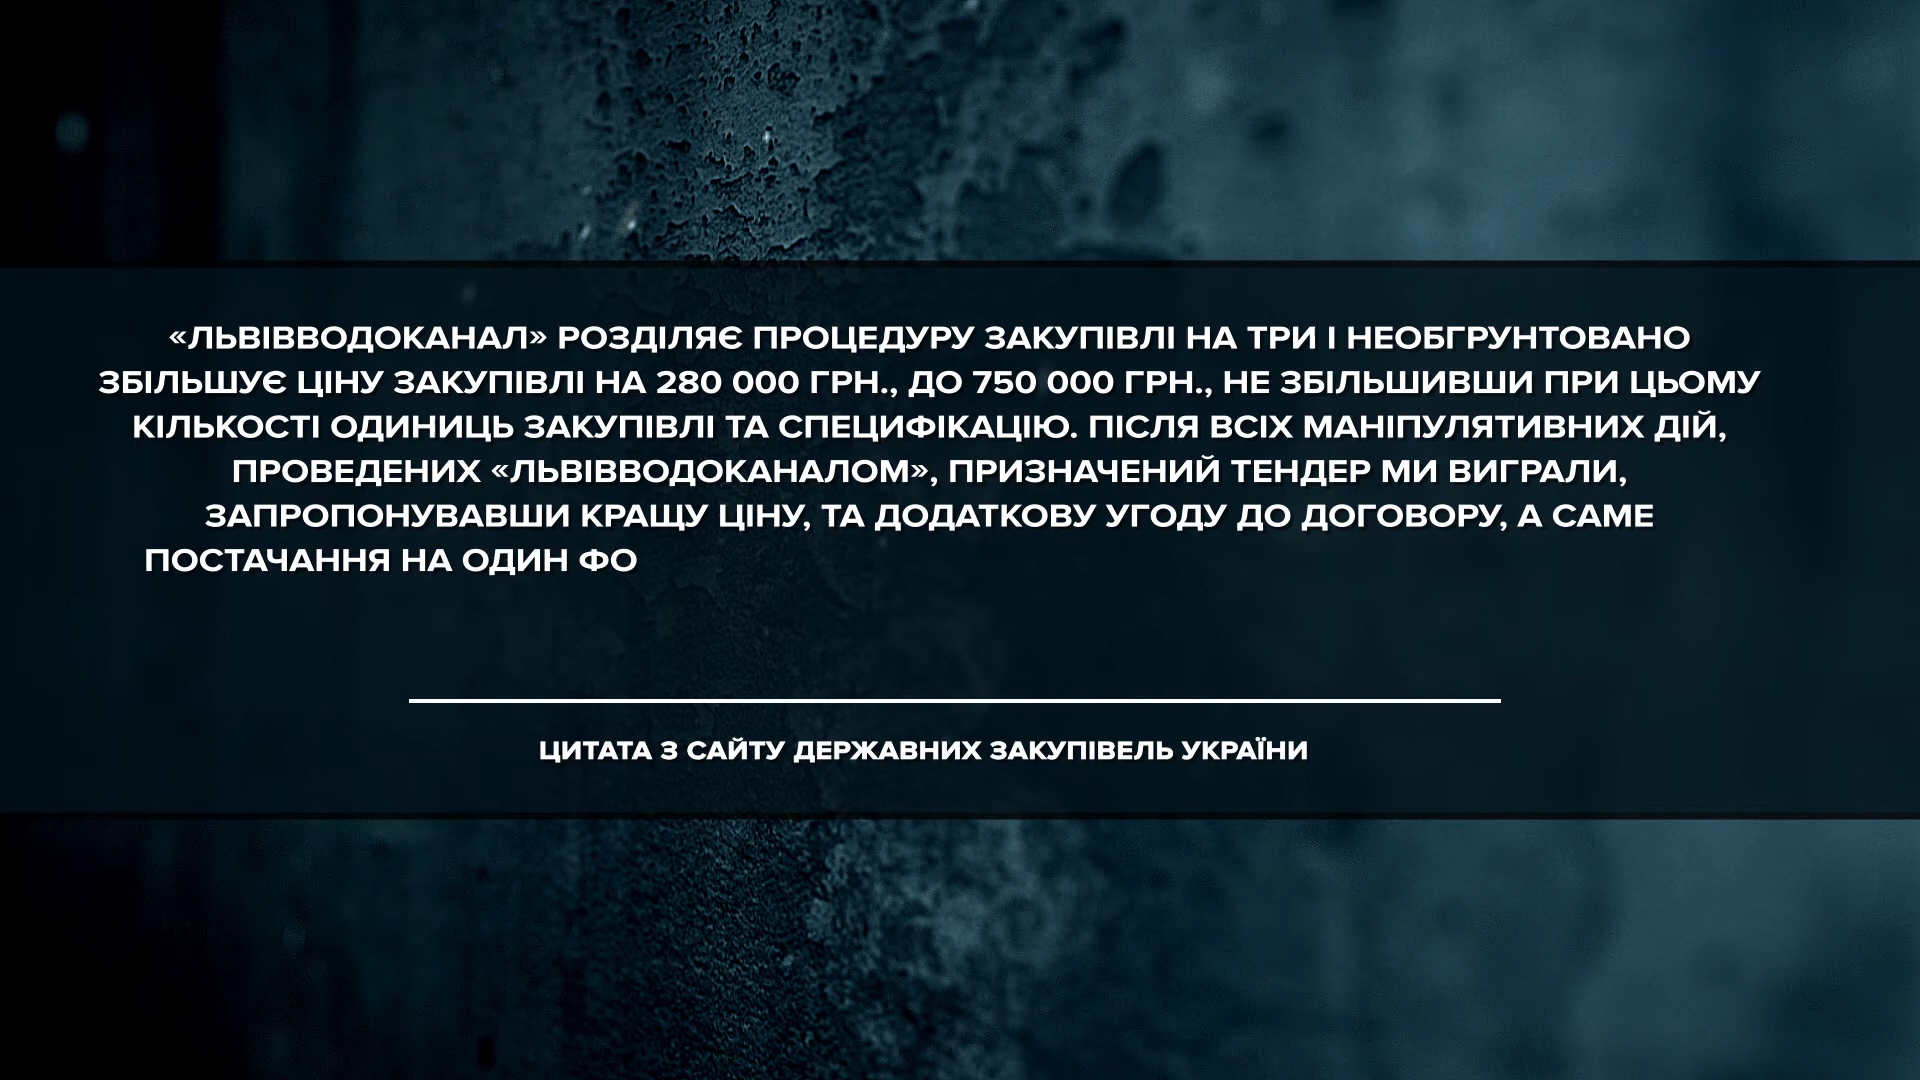 «ЛЬВІВВОДОКАНАЛ» РОЗДІЛЯЄ ПРОЦЕДУРУ ЗАКУПІВЛІ НА ТРИ І НЕОБГРУНТОВАНО
ЗБІЛЬШУЄ ЦІНУ ЗАКУПІВЛІ НА 280 000 ГРН., ДО 750 000 ГРН., НЕ ЗБІЛЬШИВШИ ПРИ ЦЬОМУ
КІЛЬКОСТІ ОДИНИЦЬ ЗАКУПІВЛІ ТА СПЕЦИФІКАЦІЮ. ПІСЛЯ ВСІХ МАНІПУЛЯТИВНИХ ДІЙ,
ПРОВЕДЕНИХ «ЛЬВІВВОДОКАНАЛОМ», ПРИЗНАЧЕНИЙ ТЕНДЕР МИ ВИГРАЛИ,
ЗАПРОПОНУВАВШИ КРАЩУ ЦІНУ, ТА ДОДАТКОВУ УГОДУ ДО ДОГОВОРУ, А САМЕ
ПОСТАЧАННЯ НА ОДИН ФО
ЦИТАТА З САЙТУ ДЕРЖАВНИХ ЗАКУПІВЕЛЬ УКРАЇНИ